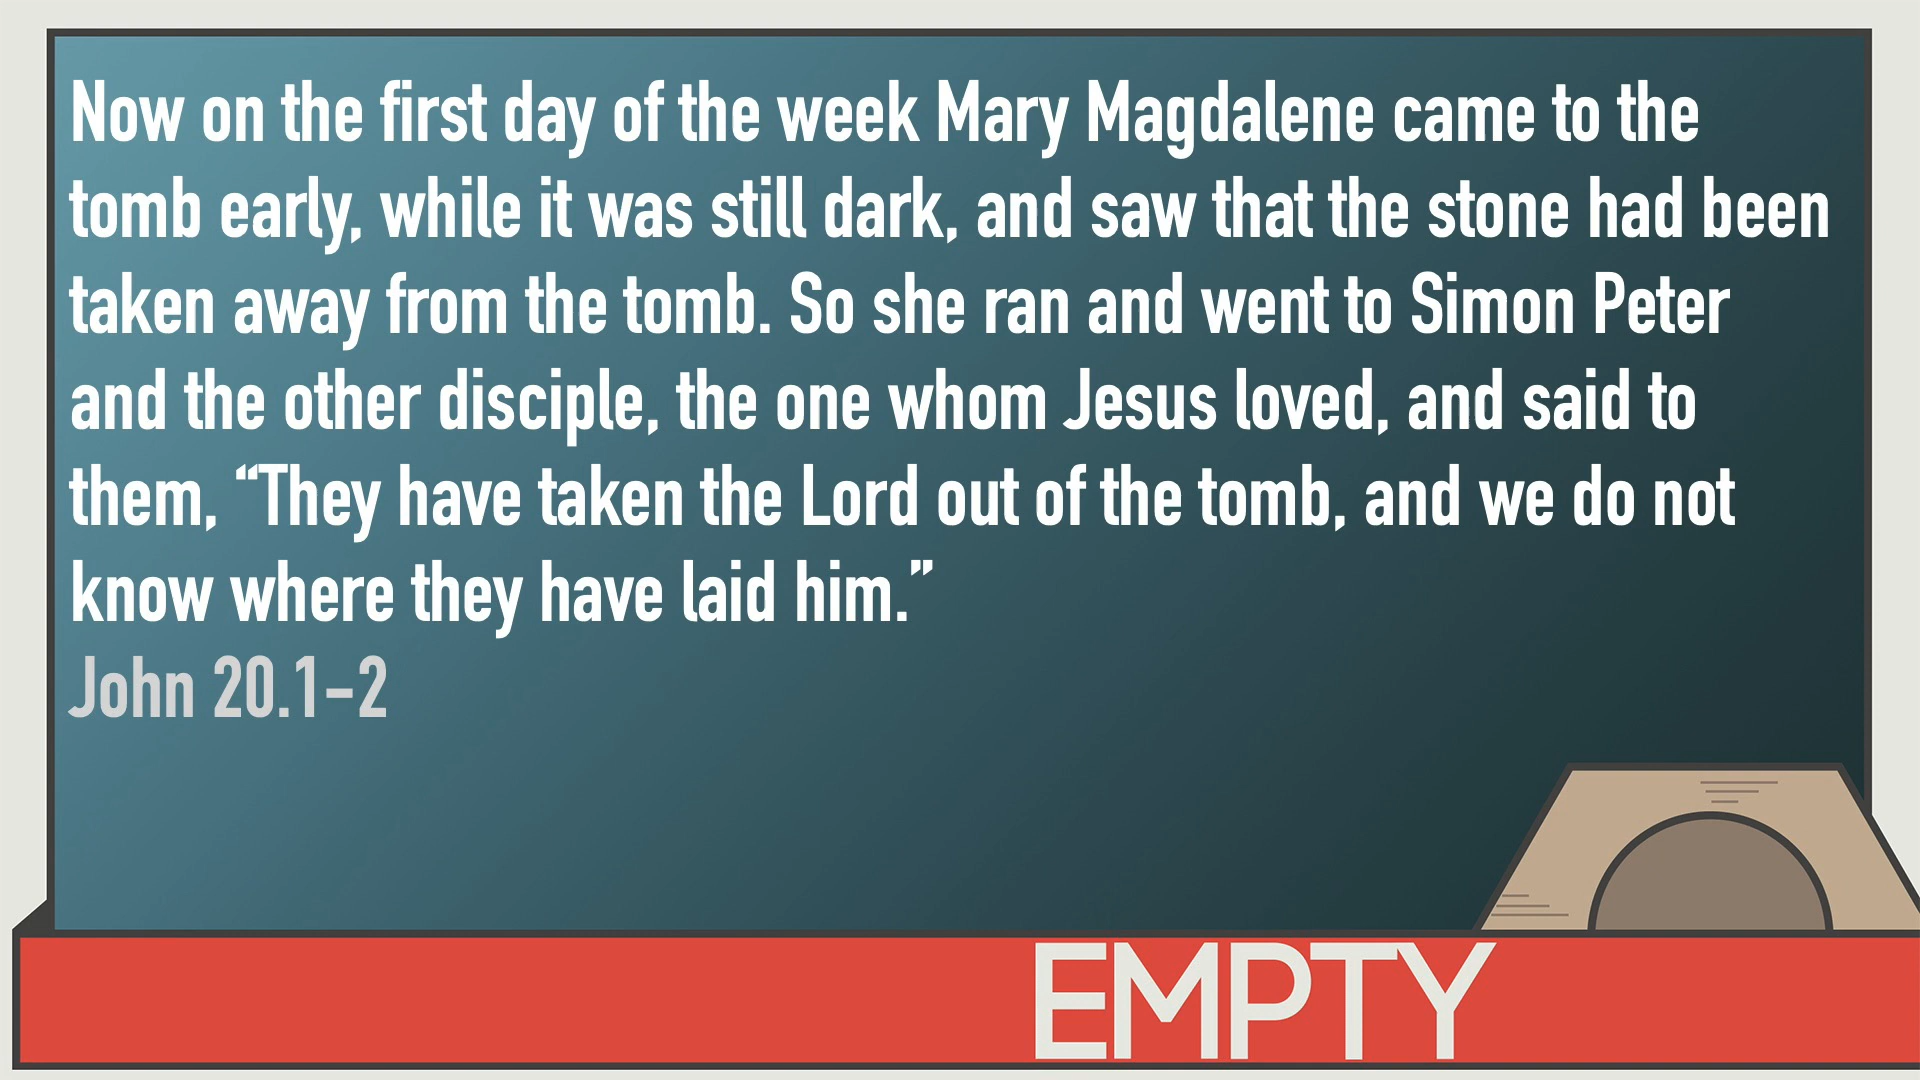 Now on the first day of the week Mary Magdalene came to the
tomb early, while it was still dark, and saw that the stone had been
taken away from the tomb. So she ran and went to Simon Peter
and the other disciple, the one whom Jesus loved, and said to
them, “They have taken the Lord out of the tomb, and we do not
know where they have laid him.”
John 20.1-2
EMPTY